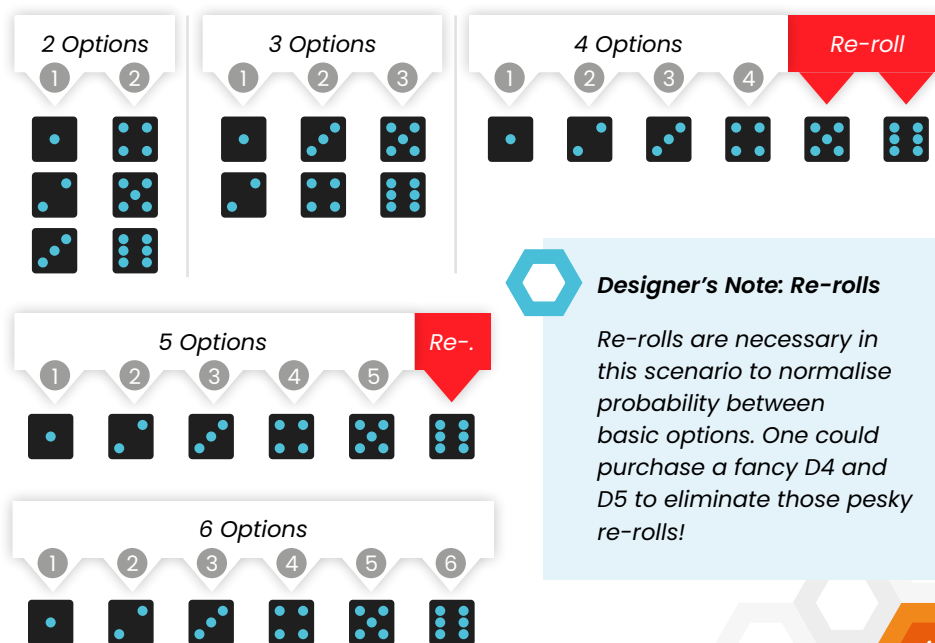 2 Options
1 2
3 Options
1 2 3
4 Options
Re-roll
1 2 3 4
5 Options
Re-.
1 2 3 4 5
6 Options
1 2 3 4 5 6
Designer's Note: Re-rolls
Re-rolls are necessary in
this scenario to normalise
probability between
basic options. One could
purchase a fancy D4 and
D5 to eliminate those pesky
re-rolls!